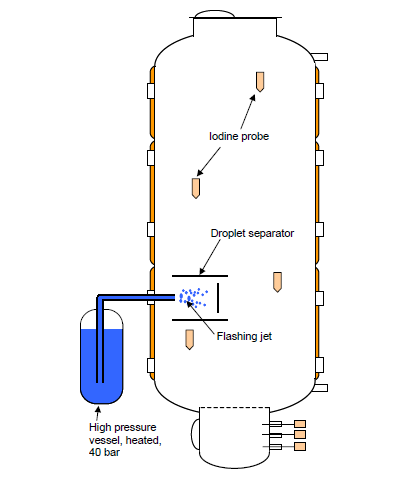 Iodine probe
Droplet separator
Flashing jet
High pressure
vessel, heated,
40 bar